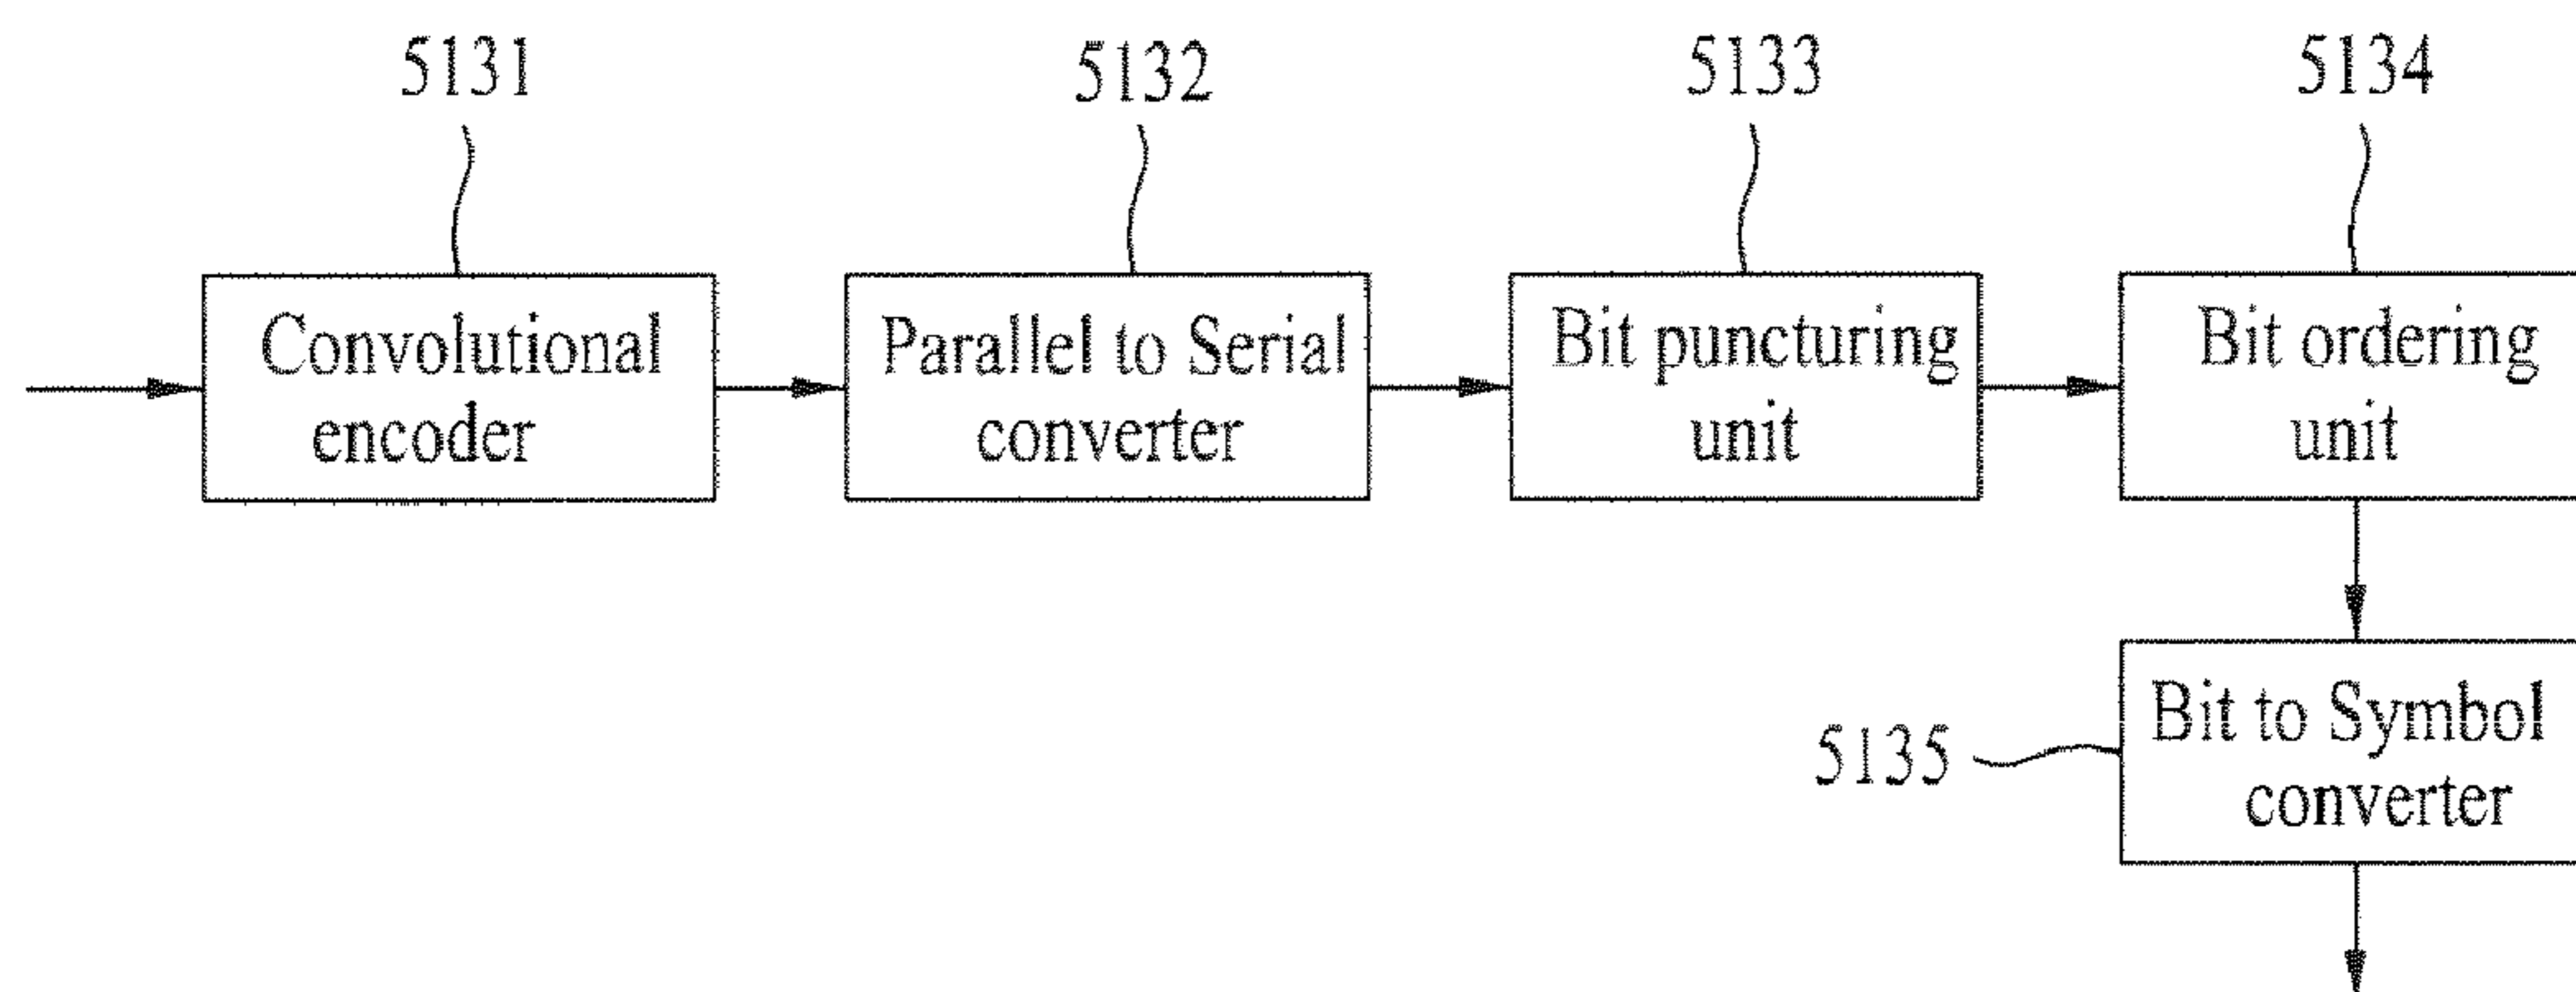 5131
5132
5133
5134
Convolutional
encoder
Parallel to Serial
converter
Bit puncturing
unit
Bit ordering
unit
5135
Bit to Symbol
converter